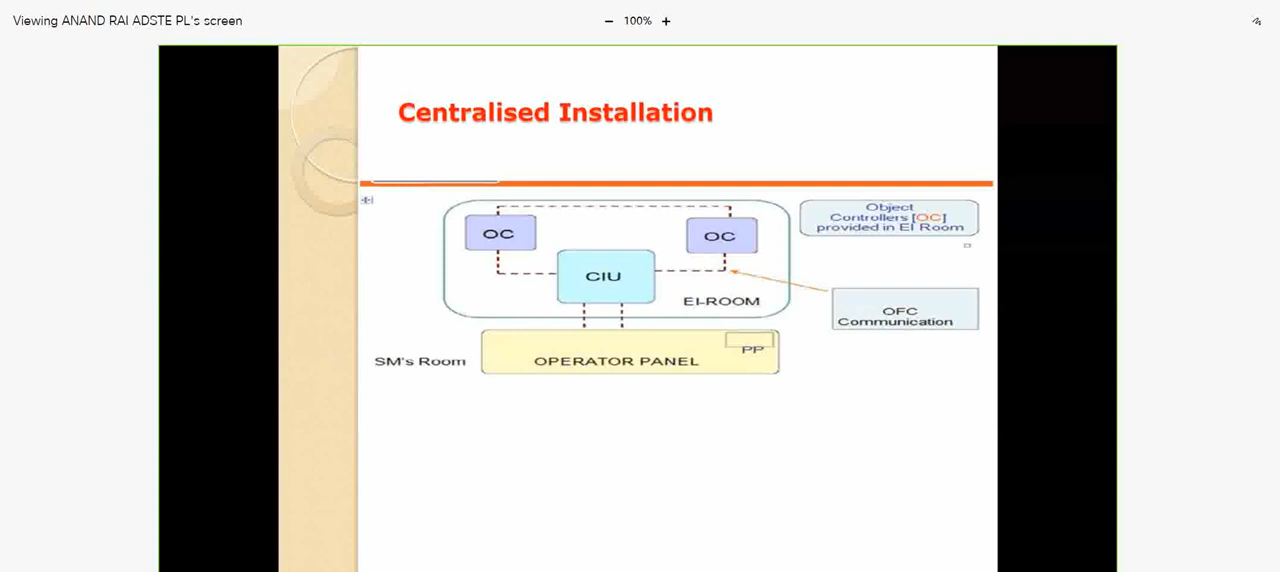 Viewing ANAND RAI ADSTE PL's screen
− 100% +
Centralised Installation
OC
OC
CIU
EI-ROOM
Object
Controllers [OC]
provided in EI Room
OFC
Communication
PP
SM's Room
OPERATOR PANEL